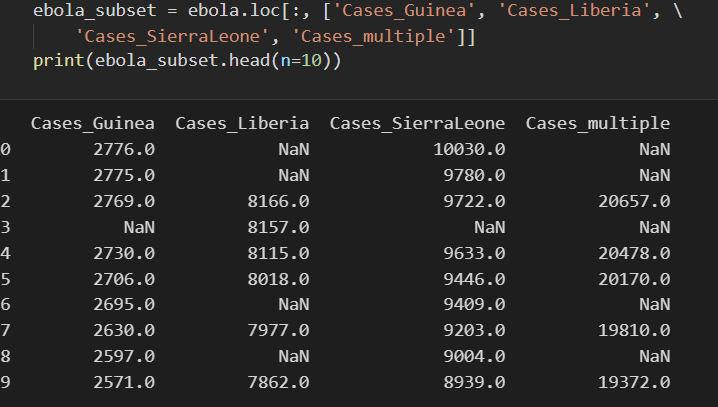 ebola_subset = ebola.loc[:, ['Cases_Guinea', 'Cases_Liberia', \
    'Cases_SierraLeone', 'Cases_multiple']]
print(ebola_subset.head(n=10))
   Cases_Guinea  Cases_Liberia  Cases_SierraLeone  Cases_multiple
0        2776.0            NaN            10030.0             NaN
1        2775.0            NaN             9780.0             NaN
2        2769.0         8166.0             9722.0         20657.0
3           NaN         8157.0                NaN             NaN
4        2730.0         8115.0             9633.0         20478.0
5        2706.0         8018.0             9446.0         20170.0
6        2695.0            NaN             9409.0             NaN
7        2630.0         7977.0             9203.0         19810.0
8        2597.0            NaN             9004.0             NaN
9        2571.0         7862.0             8939.0         19372.0